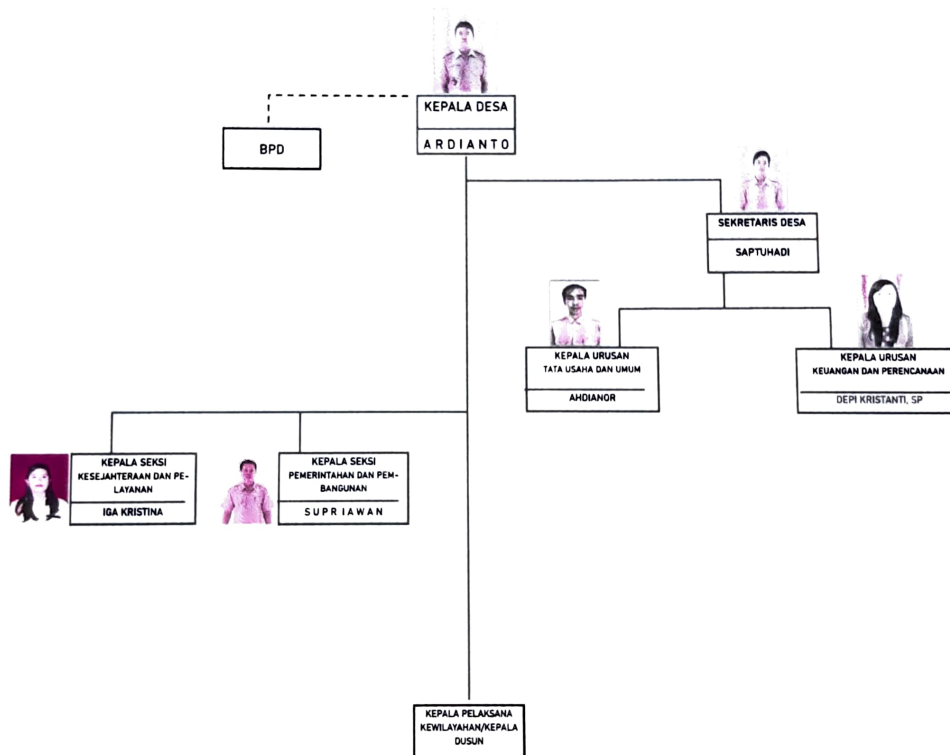 KEPALA DESA
ARDIANTO
BPD
SEKRETARIS DESA
SAPTUHADI
KEPALA URUSAN
TATA USAHA DAN UMUM
AHDIANOR
KEPALA URUSAN
KEUANGAN DAN PERENCANAAN
DEPI KRISTANTI, SP
KEPALA SEKSI
KESEJAHTERAAN DAN PE-
LAYANAN
IGA KRISTINA
KEPALA SEKSI
PEMERINTAHAN DAN PEM-
BANGUNAN
SUPRIAWAN
KEPALA PELAKSANA
KEWILAYAHAN/KEPALA
DUSUN